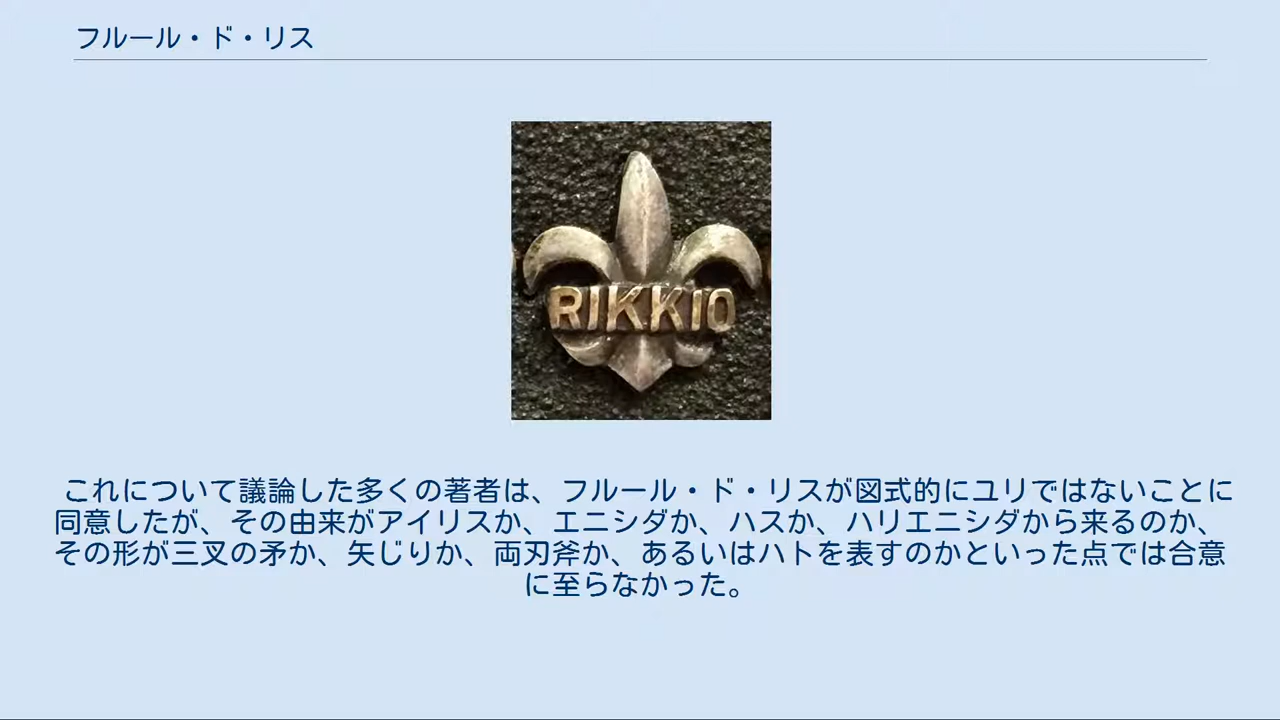 フルール・ド・リス
RIKKIO
これについて議論した多くの著者は、フルール・ド・リスが図式的にユリではないことに
同意したが、その由来がアイリスか、エニシダか、ハスか、ハリエニシダから来るのか、
その形が三叉の矛か、矢じりか、両刃斧か、あるいはハトを表すのかといった点では合意
に至らなかった。